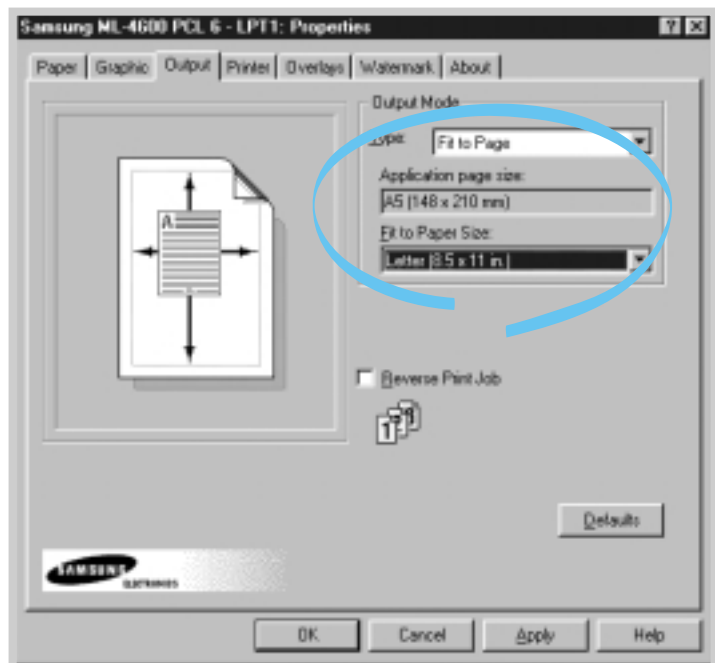 Samsung ML-4600 PCL 6 - LPT1: Properties
Paper Graphic Output Printer Overlays Watermark About
Output Mode
Type: Fit to Page
Application page size:
A5 (148 x 210 mm)
Fit to Paper Size:
Letter (8.5 x 11 in.)
A
Reverse Print Job
1
Defaults
SAMSUNG
ELECTRONICS
OK Cancel Apply Help